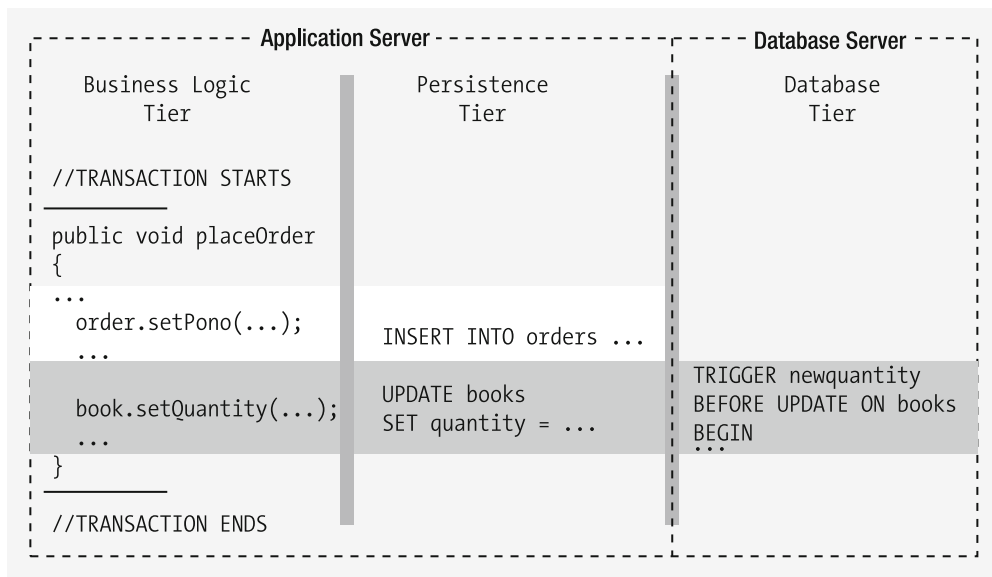 Application Server
Database Server
Business Logic
Tier
Persistence
Tier
Database
Tier
//TRANSACTION STARTS
public void placeOrder
{
...
order.setPono(...);
...
INSERT INTO orders ...
book.setQuantity(...);
...
UPDATE books
SET quantity = ...
TRIGGER newquantity
BEFORE UPDATE ON books
BEGIN
...
}
//TRANSACTION ENDS